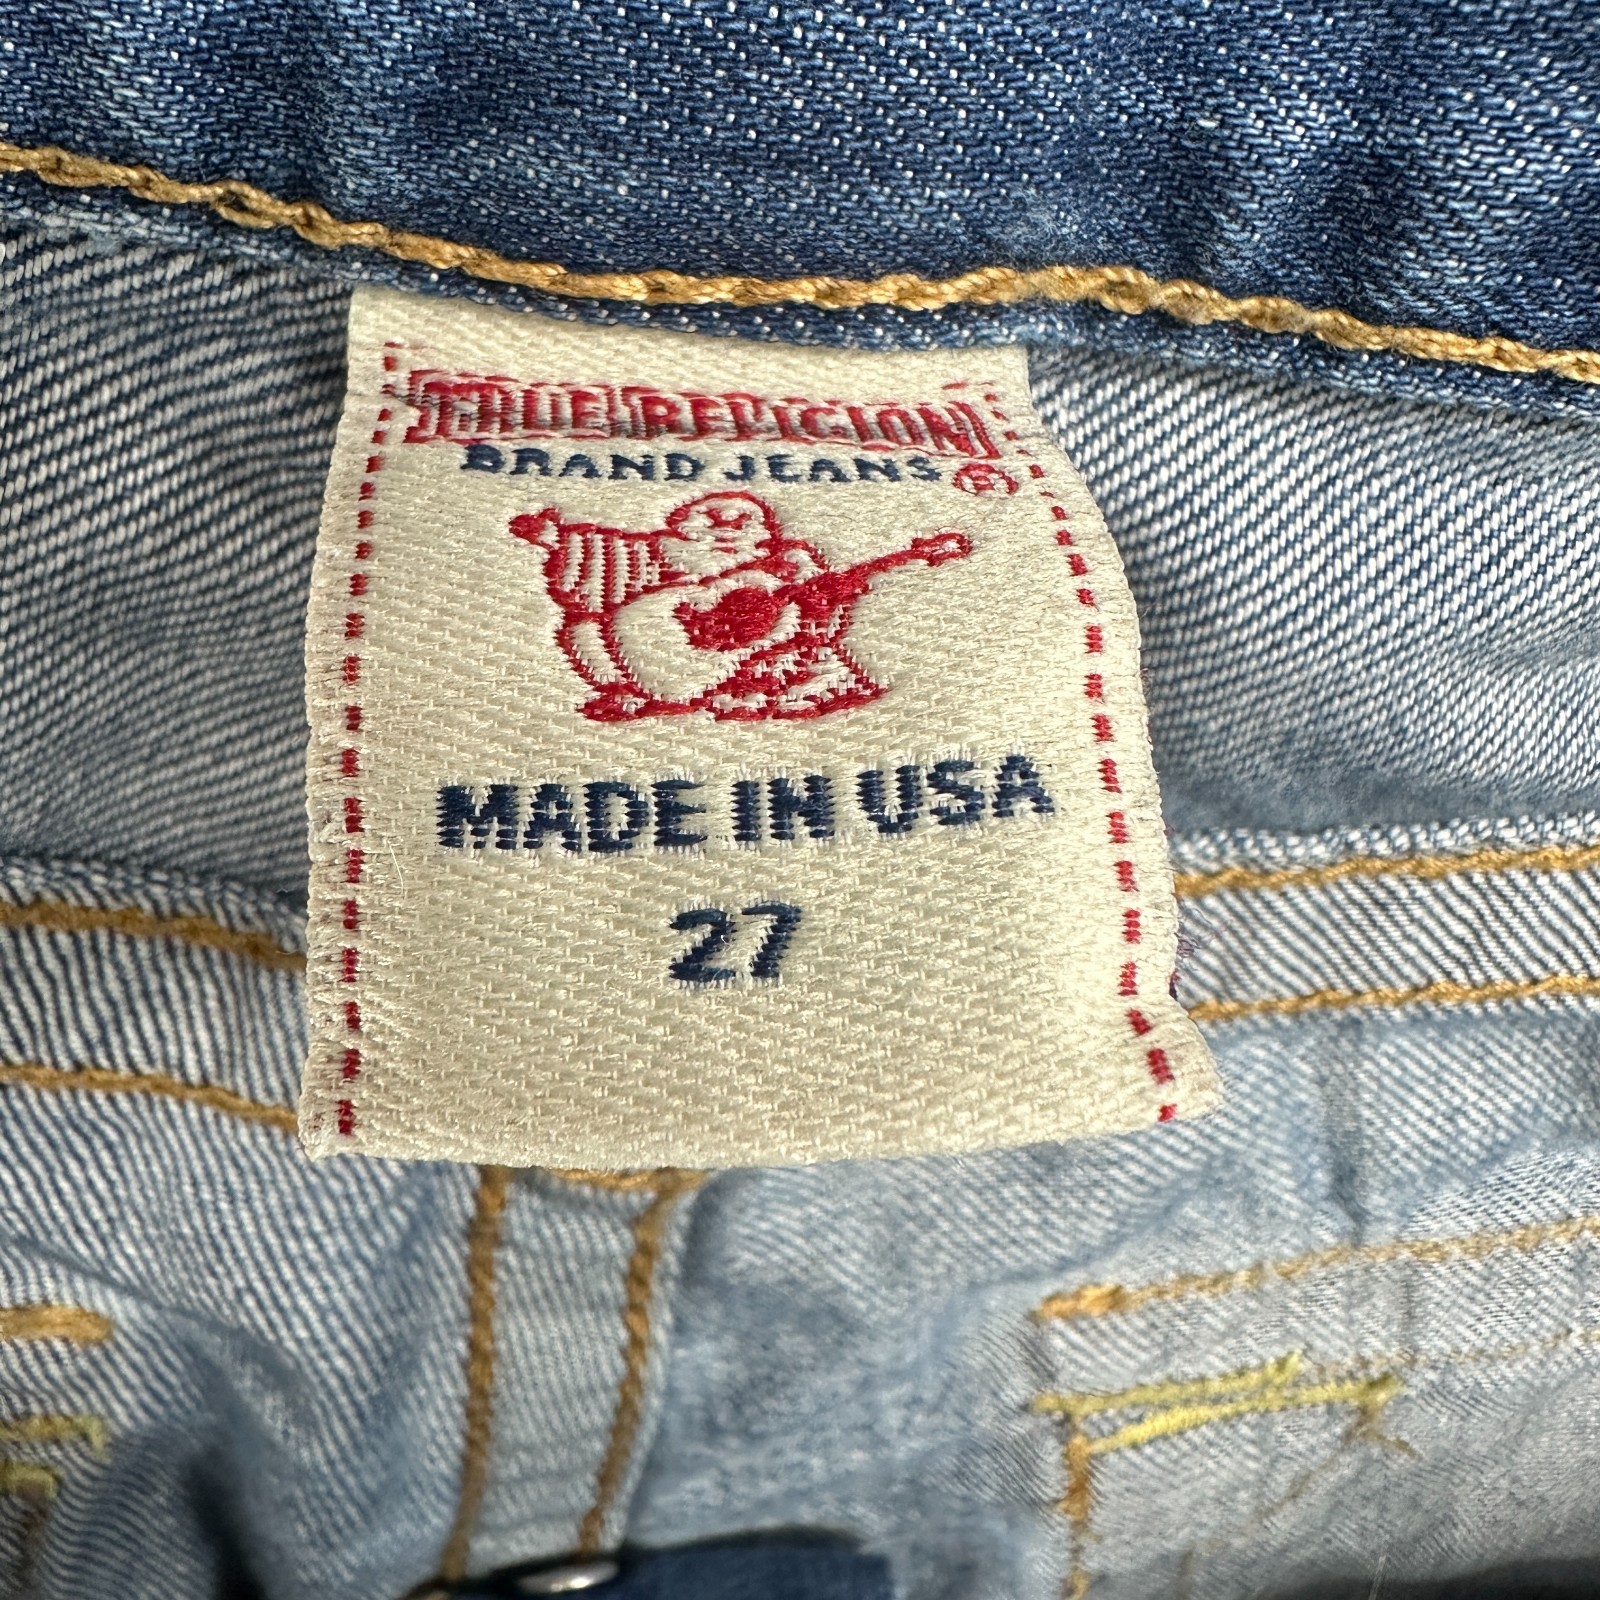 TRUE RELIGION
BRAND JEANS ®
MADE IN USA
27